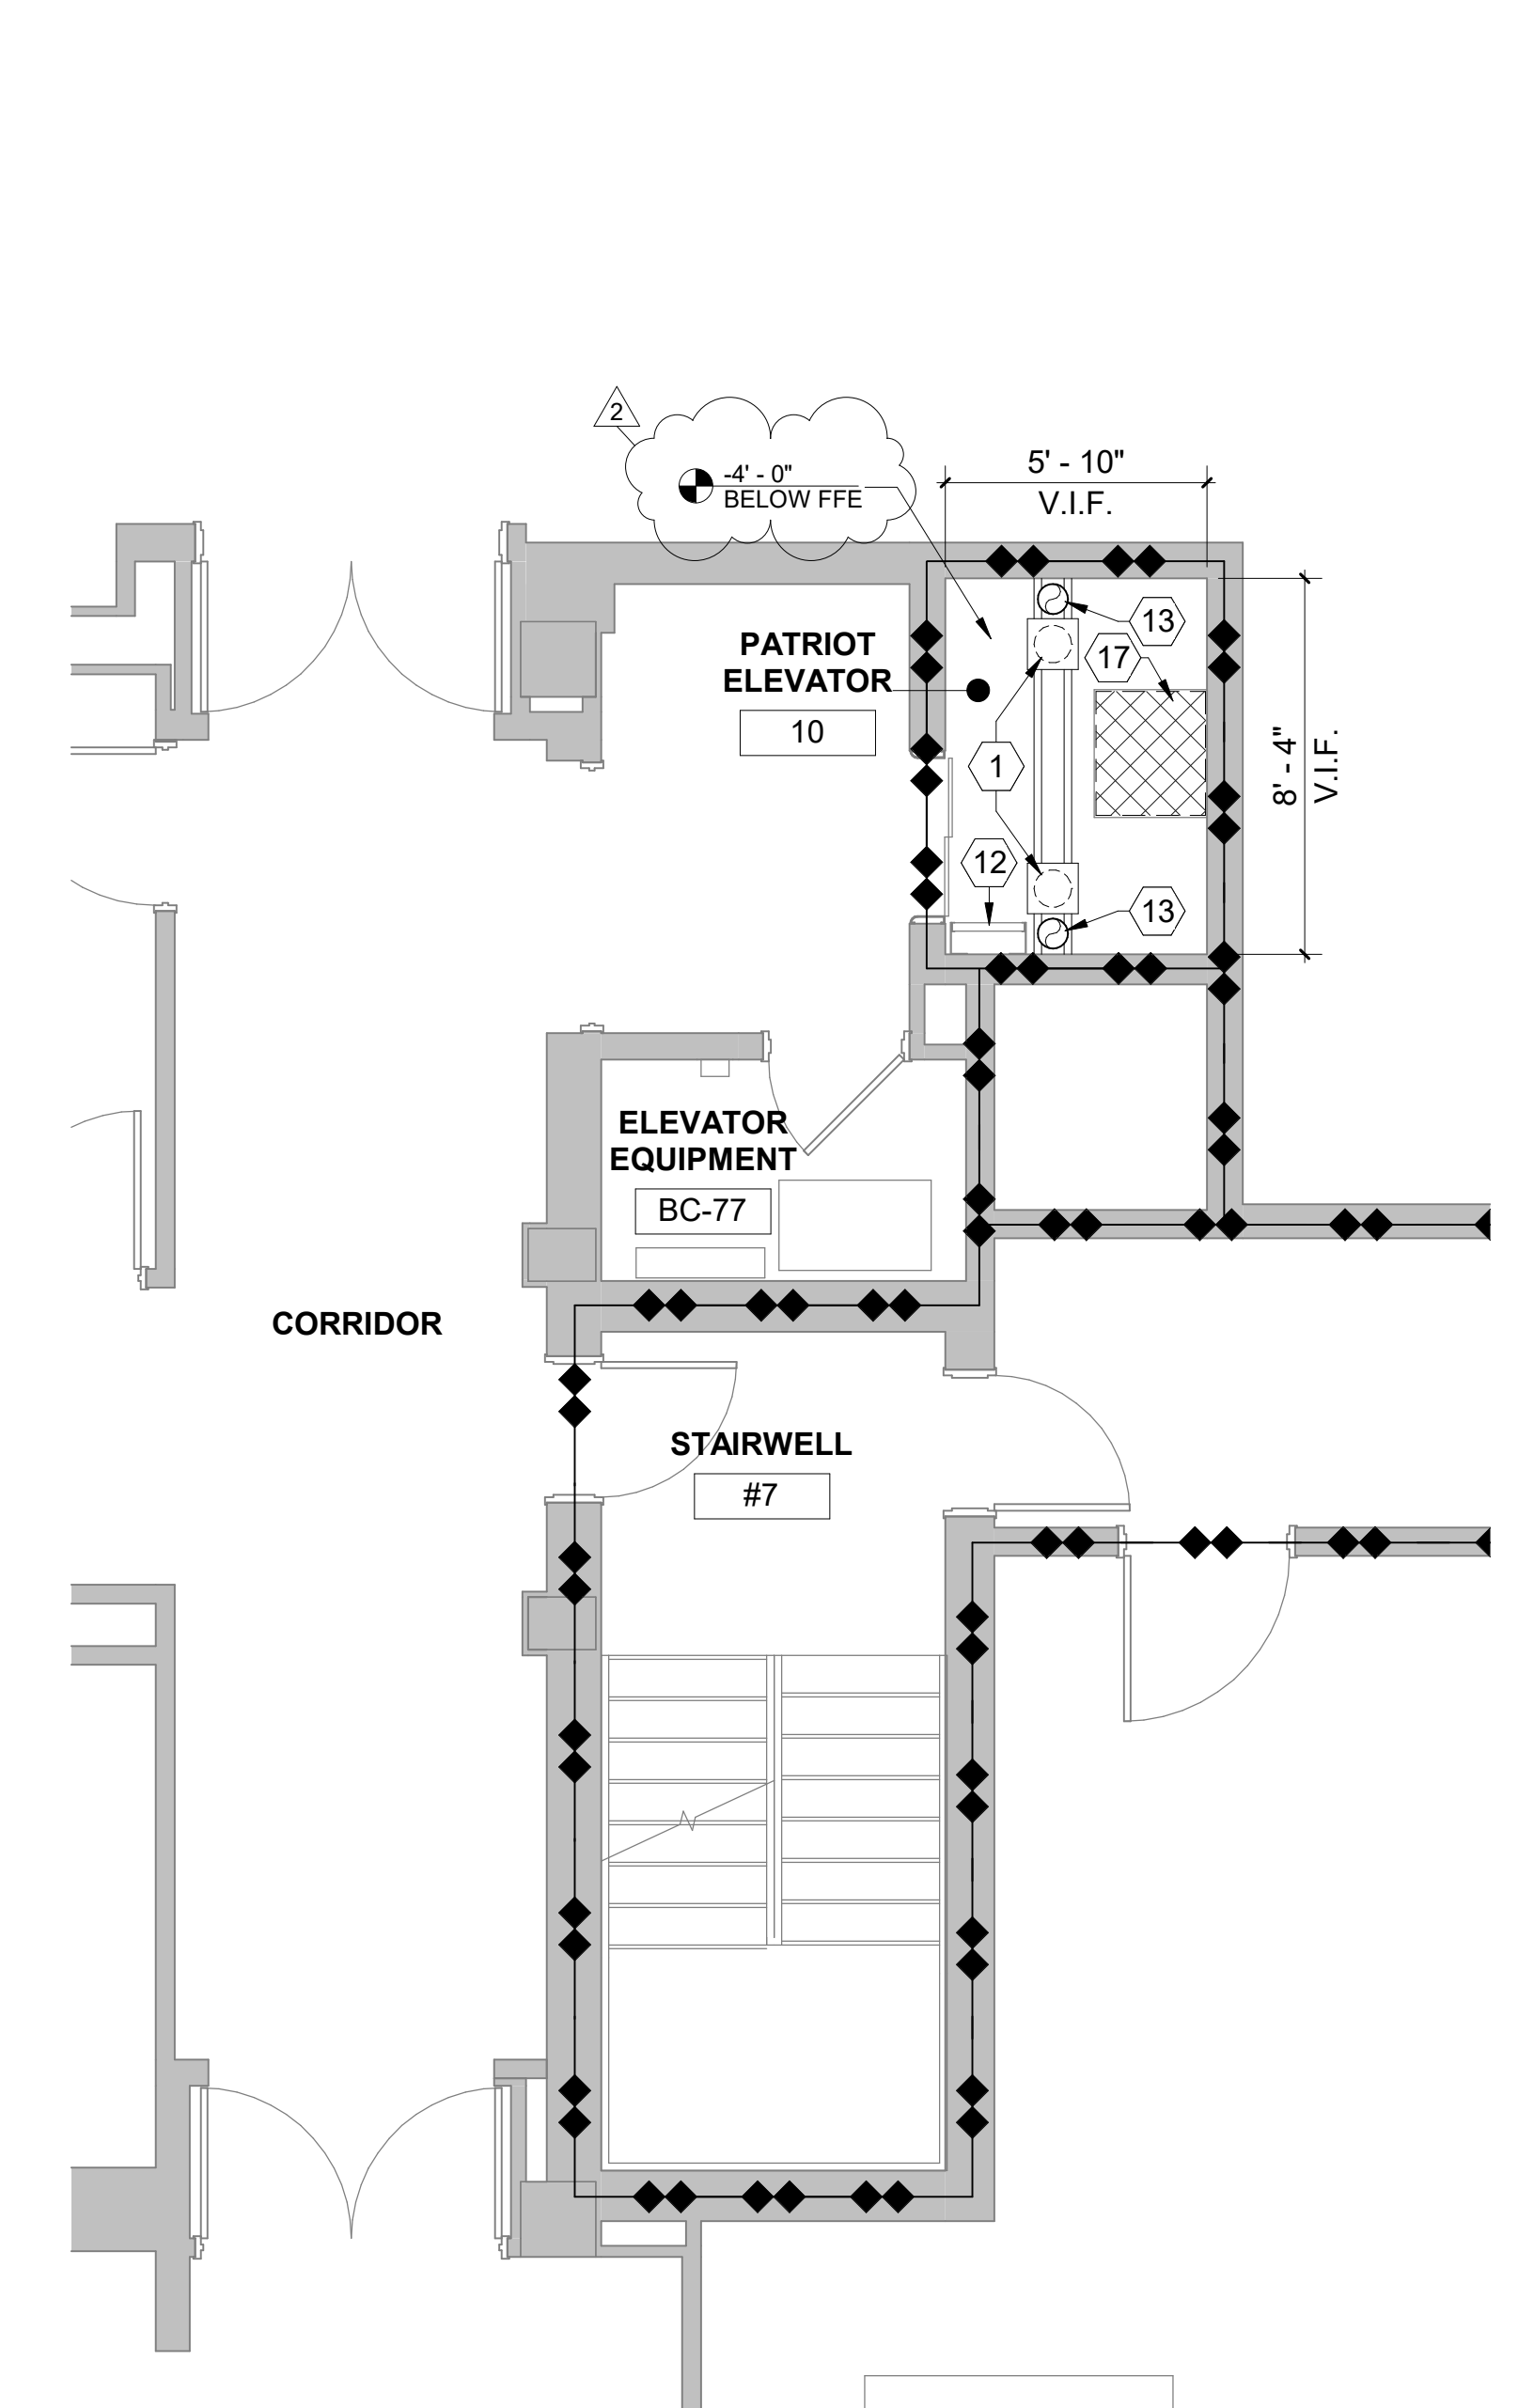 2
-4' - 0"
BELOW FFE
5' - 10"
V.I.F.
PATRIOT
ELEVATOR
10
13
17
1
12
13
8' - 4"
V.I.F.
ELEVATOR
EQUIPMENT
BC-77
CORRIDOR
STAIRWELL
#7